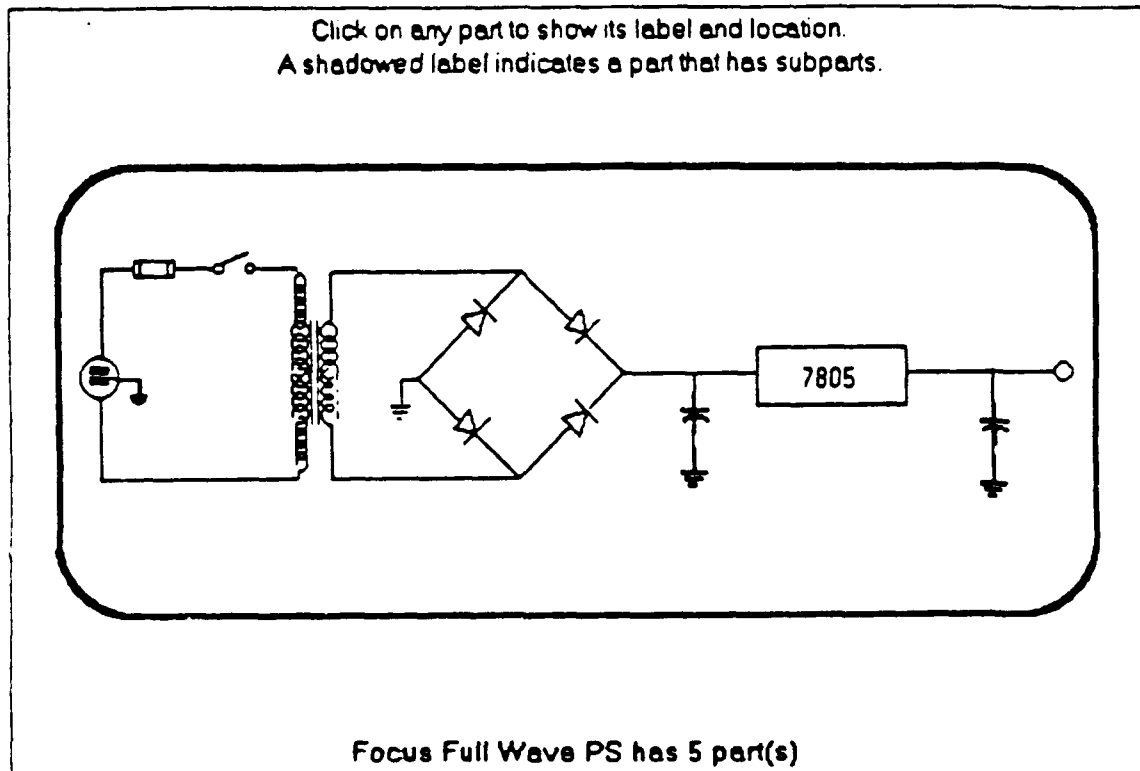 Click on any part to show its label and location.
A shadowed label indicates a part that has subparts.
7805
Focus Full Wave PS has 5 part(s)